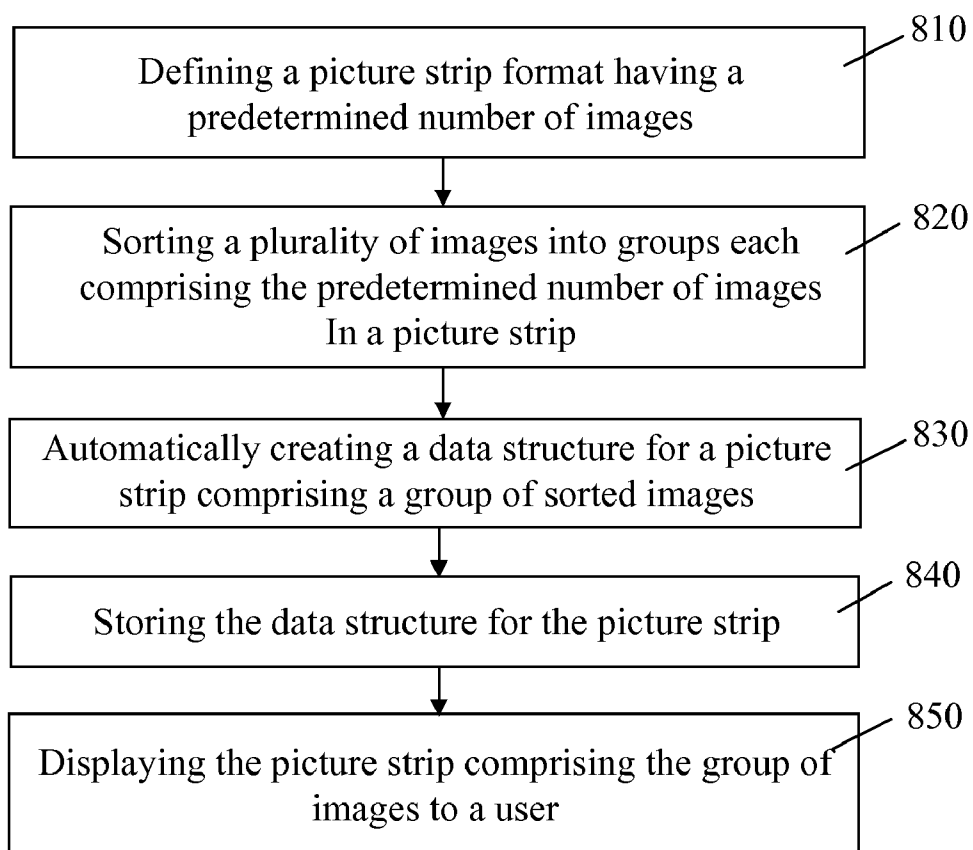 810
Defining a picture strip format having a
predetermined number of images
820
Sorting a plurality of images into groups each
comprising the predetermined number of images
In a picture strip
830
Automatically creating a data structure for a picture
strip comprising a group of sorted images
840
Storing the data structure for the picture strip
850
Displaying the picture strip comprising the group of
images to a user